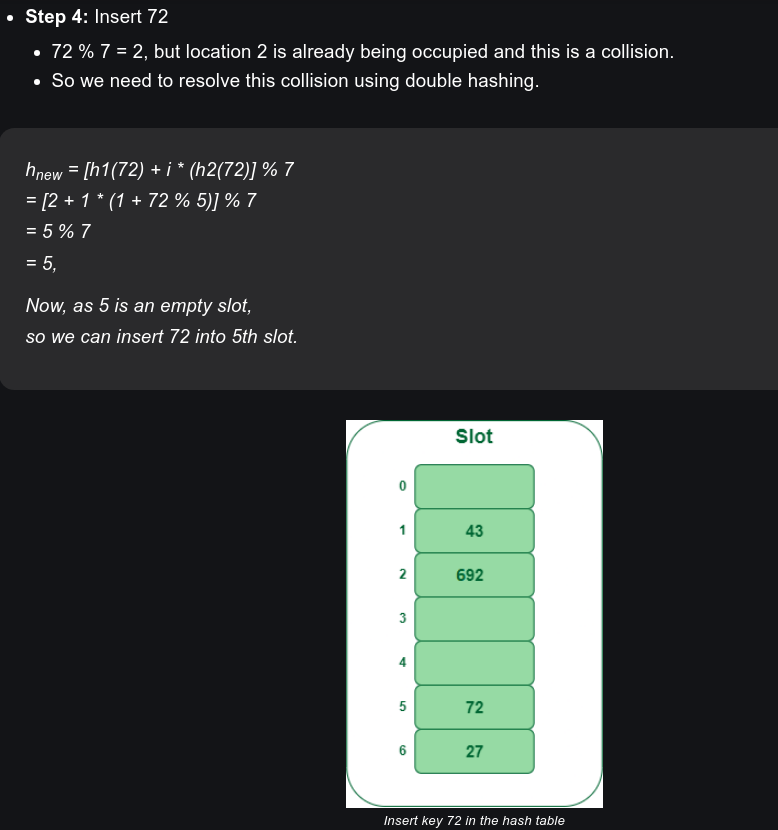 • Step 4: Insert 72
• 72 % 7 = 2, but location 2 is already being occupied and this is a collision.
• So we need to resolve this collision using double hashing.
hnew = [h1(72) + i * (h2(72)] % 7
= [2 + 1 * (1 + 72 % 5)] % 7
= 5 % 7
= 5,
Now, as 5 is an empty slot,
so we can insert 72 into 5th slot.
Slot
0
1 43
2 692
3
4
5 72
6 27
Insert key 72 in the hash table